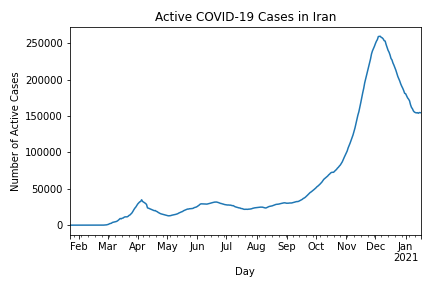 Active COVID-19 Cases in Iran
Number of Active Cases
250000
200000
150000
100000
50000
0
Feb Mar Apr May Jun Jul Aug Sep Oct Nov Dec Jan
2021
Day